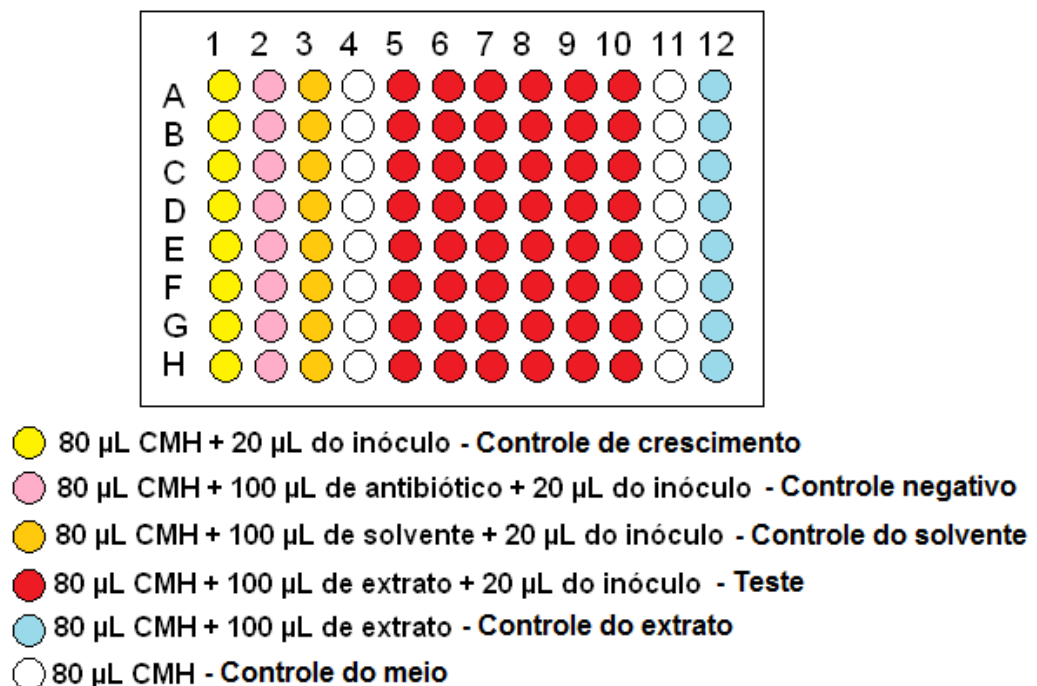 1 2 3 4 5 6 7 8 9 10 11 12
A
B
C
D
E
F
G
H
80 µL CMH + 20 µL do inóculo - Controle de crescimento
80 µL CMH + 100 µL de antibiótico + 20 µL do inóculo - Controle negativo
80 µL CMH + 100 µL de solvente + 20 µL do inóculo - Controle do solvente
80 µL CMH + 100 µL de extrato + 20 µL do inóculo - Teste
80 µL CMH + 100 µL de extrato - Controle do extrato
80 µL CMH - Controle do meio